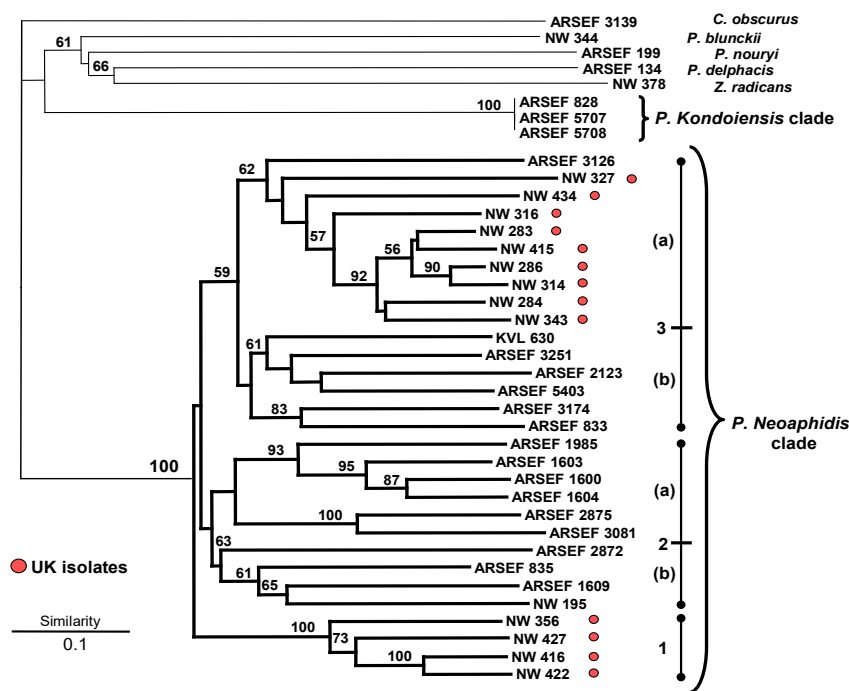 ARSEF 3139 C. obscurus
61 NW 344 P. blunckii
ARSEF 199 P. nouryi
66 ARSEF 134 P. delphacis
NW 378 Z. radicans
100 ARSEF 828
ARSEF 5707 P. Kondoiensis clade
ARSEF 5708
ARSEF 3126
62 NW 327
NW 434
NW 316
57 NW 283
56 NW 415
(a)
90 NW 286
59 92 NW 314
NW 284
NW 343
3
61 KVL 630
ARSEF 3251
ARSEF 2123
(b)
ARSEF 5403
83 ARSEF 3174
ARSEF 833
P. Neoaphidis
clade
93 ARSEF 1985
100 95 ARSEF 1603
87 ARSEF 1600
(a)
ARSEF 1604
100 ARSEF 2875
ARSEF 3081
63 ARSEF 2872
2
UK isolates
61 ARSEF 835
(b)
65 ARSEF 1609
NW 195
Similarity
0.1
100 NW 356
73 NW 427
1
100 NW 416
NW 422